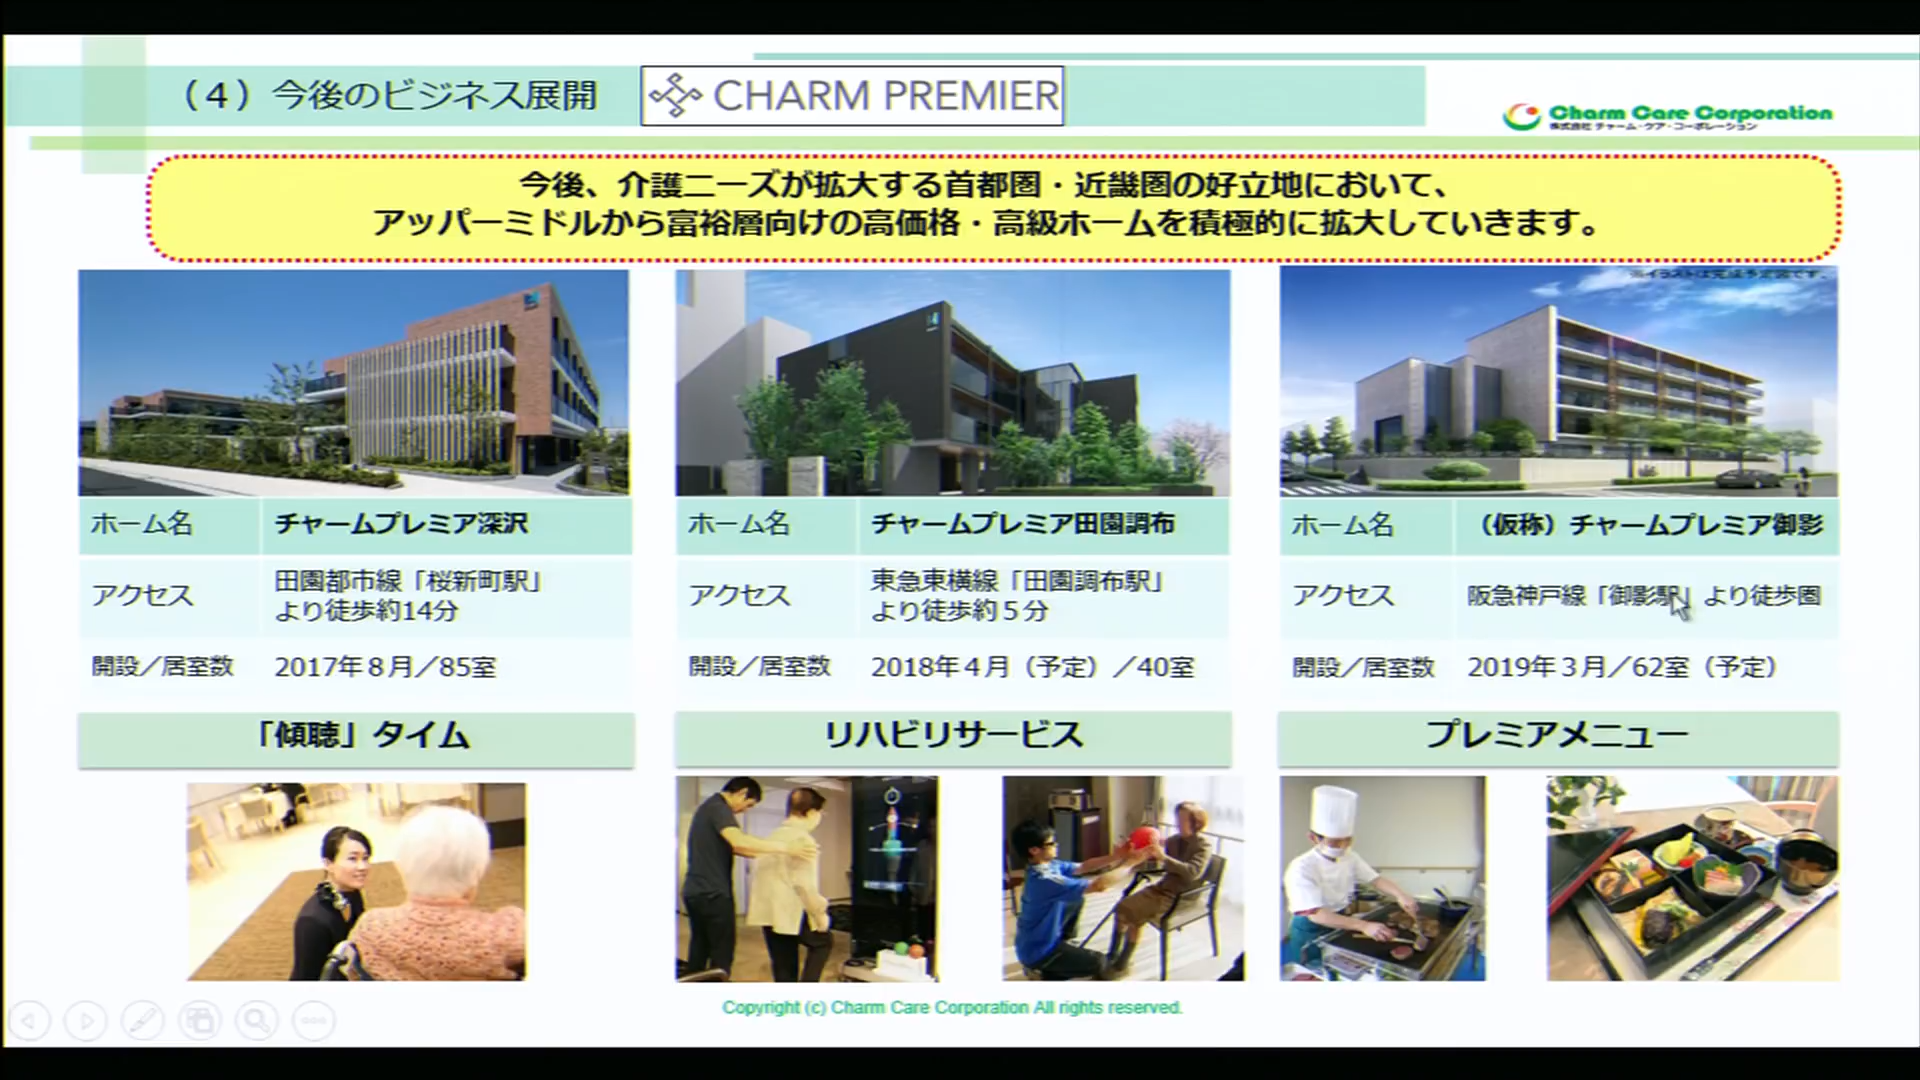 （４）今後のビジネス展開
CHARM PREMIER
Charm Care Corporation
株式会社 チャーム・ケア・コーポレーション
今後、介護ニーズが拡大する首都圏・近畿圏の好立地において、
アッパーミドルから富裕層向けの高価格・高級ホームを積極的に拡大していきます。
※イラストは完成予定図です。
ホーム名 チャームプレミア深沢
アクセス 田園都市線「桜新町駅」
より徒歩約14分
開設／居室数 2017年８月／85室
ホーム名 チャームプレミア田園調布
アクセス 東急東横線「田園調布駅」
より徒歩約５分
開設／居室数 2018年４月（予定）／40室
ホーム名 （仮称）チャームプレミア御影
アクセス 阪急神戸線「御影駅」より徒歩圏
開設／居室数 2019年３月／62室（予定）
「傾聴」タイム
リハビリサービス
プレミアメニュー
Copyright (c) Charm Care Corporation All rights reserved.